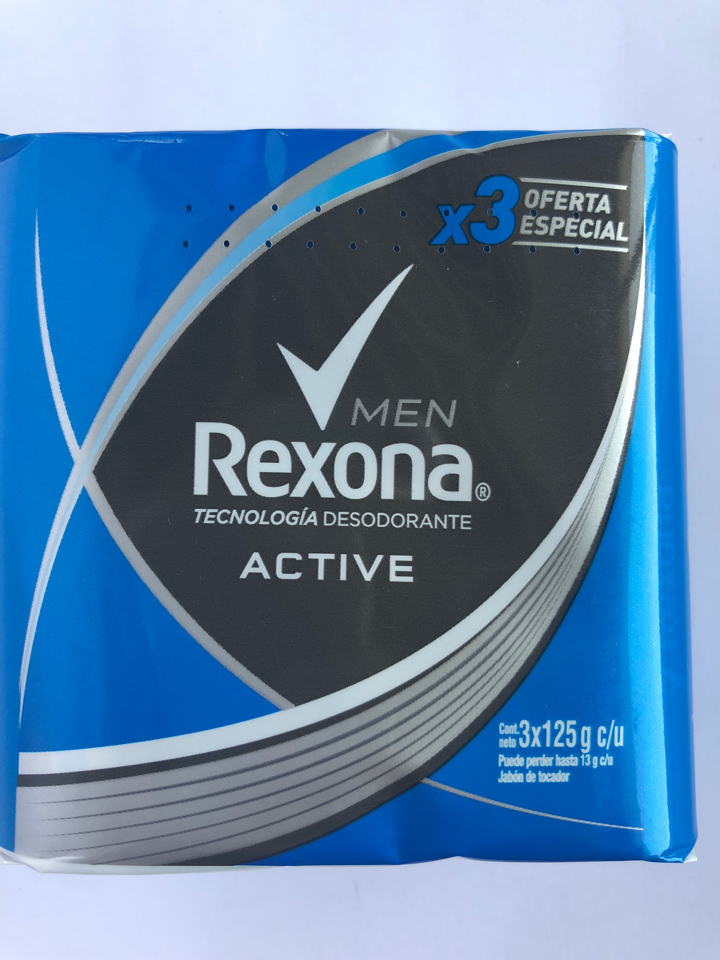 x3 OFERTA
ESPECIAL
MEN
Rexona®
TECNOLOGÍA DESODORANTE
ACTIVE
Cont. neto 3x125 g c/u
Puede perder hasta 13 g c/u
Jabón de tocador